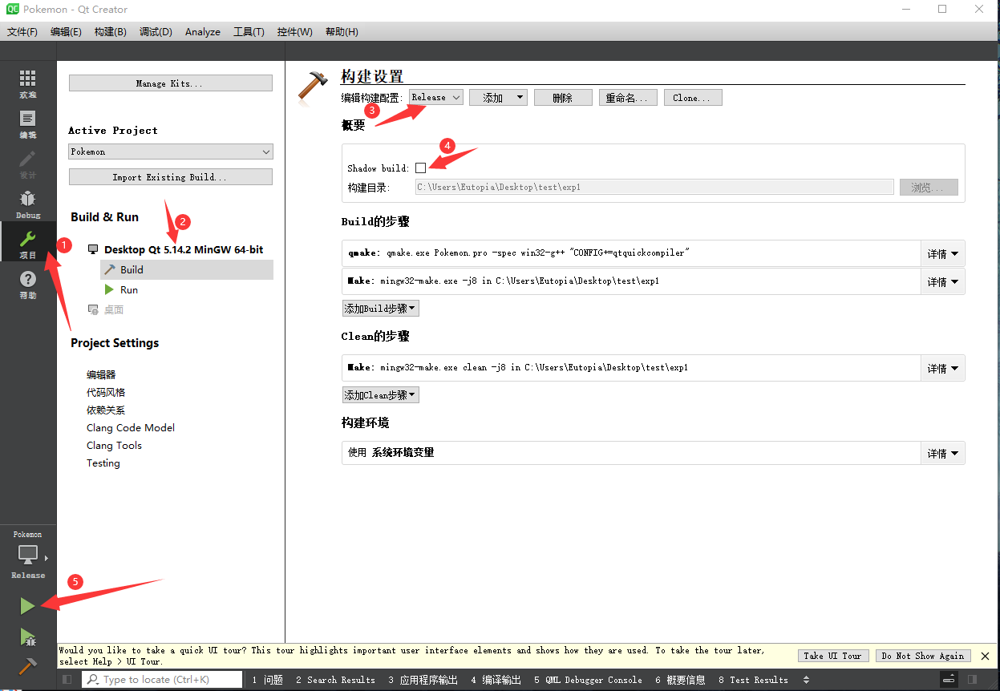 Pokemon - Qt Creator
文件(F) 编辑(E) 构建(B) 调试(D) Analyze 工具(T) 控件(W) 帮助(H)
欢迎
编辑
设计
Debug
项目
帮助
1
Manage Kits...
Active Project
Pokemon
Import Existing Build...
Build & Run
2
Desktop Qt 5.14.2 MinGW 64-bit
Build
Run
桌面
Project Settings
编辑器
代码风格
依赖关系
Clang Code Model
Clang Tools
Testing
构建设置
编辑构建配置: Release 添加 删除 重命名... Clone...
3
概要
4
Shadow build:
构建目录: C:\Users\Eutopia\Desktop\test\exp1 浏览...
Build的步骤
qmake: qmake.exe Pokemon.pro -spec win32-g++ "CONFIG+=qtquickcompiler" 详情
Make: mingw32-make.exe -j8 in C:\Users\Eutopia\Desktop\test\exp1 详情
添加Build步骤
Clean的步骤
Make: mingw32-make.exe clean -j8 in C:\Users\Eutopia\Desktop\test\exp1 详情
添加Clean步骤
构建环境
使用 系统环境变量 详情
Pokemon
Release
5
Would you like to take a quick UI tour? This tour highlights important user interface elements and shows how they are used. To take the tour later,
select Help > UI Tour.
Take UI Tour Do Not Show Again
Type to locate (Ctrl+K) 1 问题 2 Search Results 3 应用程序输出 4 编译输出 5 QML Debugger Console 6 概要信息 8 Test Results